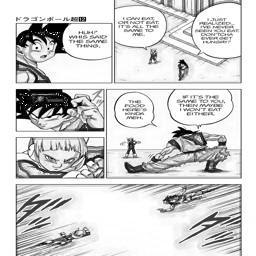 ドラゴンボール超12
I JUST
REALIZED...
I'VE NEVER
SEEN YOU EAT.
DON'TCHA
EVER GET
HUNGRY?
I CAN EAT,
OR NOT EAT.
IT'S ALL THE
SAME TO
ME.
HUH?
WHIS SAID
THE SAME
THING.
IF IT'S THE
SAME TO YOU,
THEN MAYBE
I WON'T EAT
EITHER.
THE
FOOD
HERE'S
KINDA
MEH.